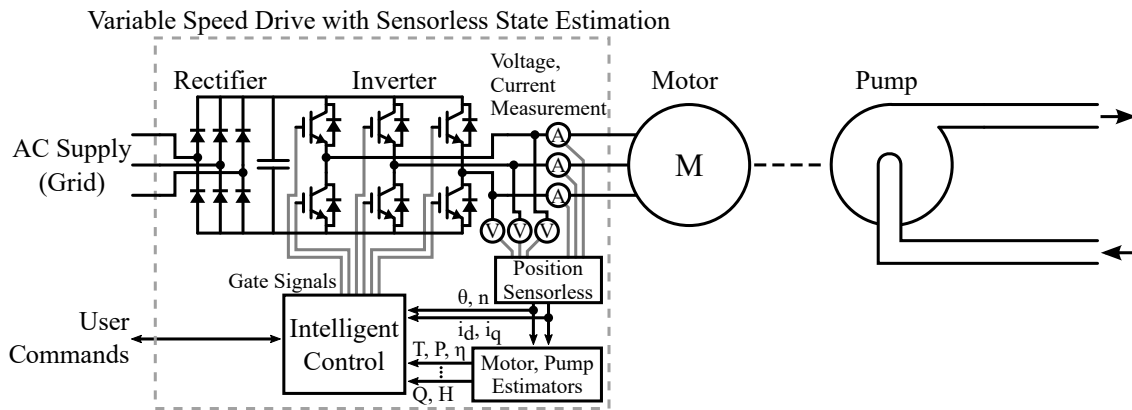 Variable Speed Drive with Sensorless State Estimation
Rectifier
Inverter
Voltage,
Current
Measurement
Motor
Pump
AC Supply
(Grid)
A
A
A
M
V V V
Gate Signals
Position
Sensorless
θ, n
i_d, i_q
User
Commands
Intelligent
Control
T, P, η
Q, H
Motor, Pump
Estimators